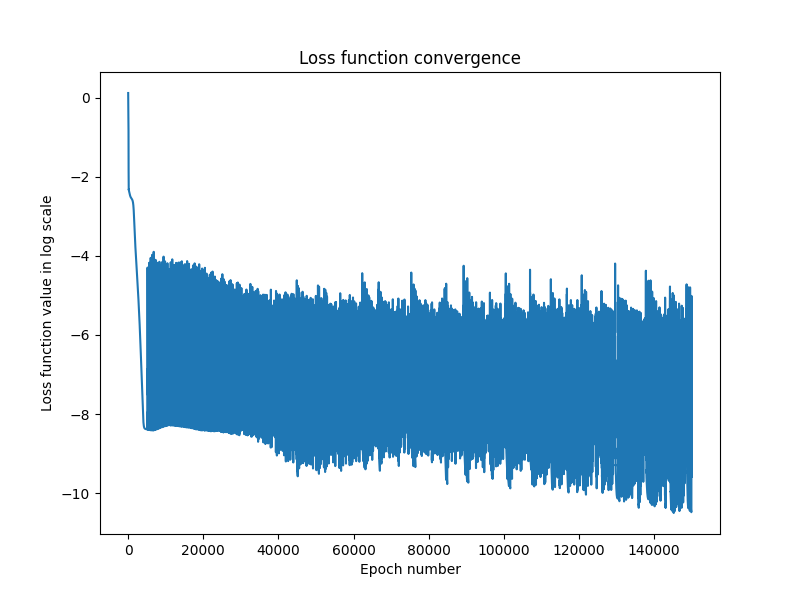 Loss function convergence
Loss function value in log scale
0
−2
−4
−6
−8
−10
0 20000 40000 60000 80000 100000 120000 140000
Epoch number